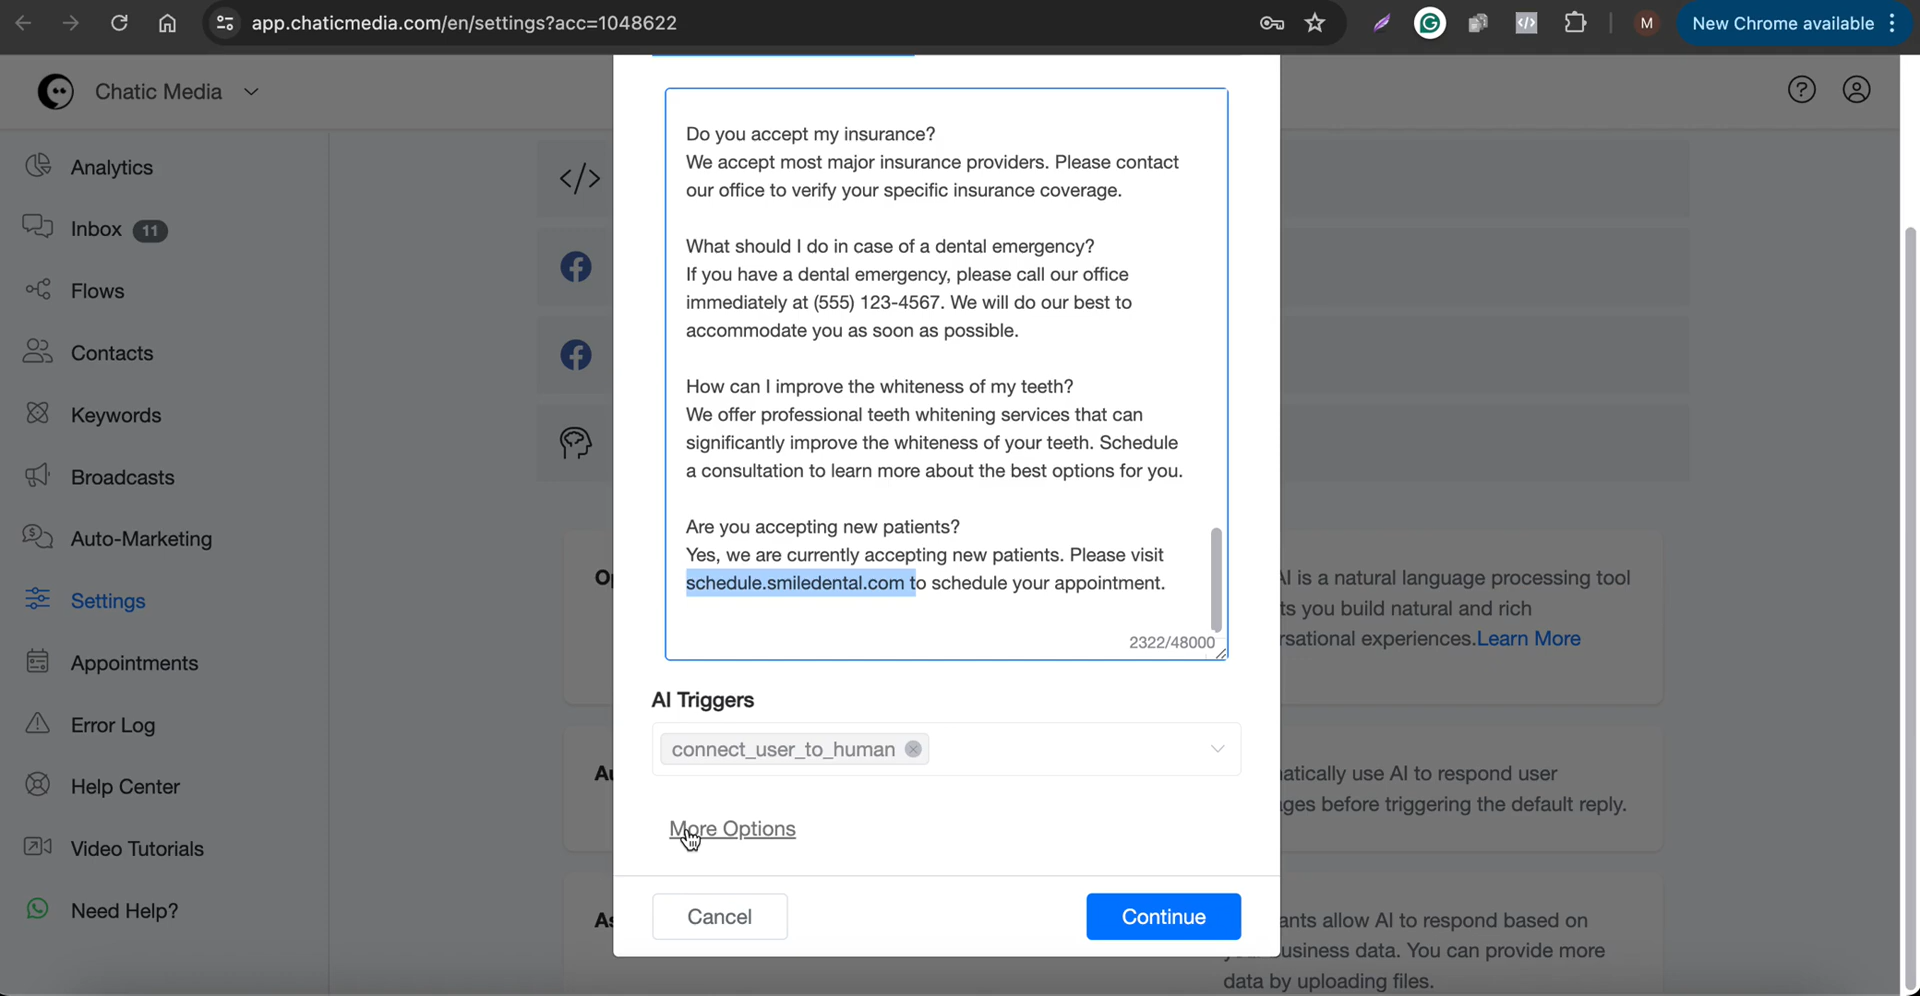 app.chaticmedia.com/en/settings?acc=1048622
M
New Chrome available
Chatic Media
Analytics
Inbox 11
Flows
Contacts
Keywords
Broadcasts
Auto-Marketing
Settings
Appointments
Error Log
Help Center
Video Tutorials
Need Help?
Do you accept my insurance?
We accept most major insurance providers. Please contact
our office to verify your specific insurance coverage.
What should I do in case of a dental emergency?
If you have a dental emergency, please call our office
immediately at (555) 123-4567. We will do our best to
accommodate you as soon as possible.
How can I improve the whiteness of my teeth?
We offer professional teeth whitening services that can
significantly improve the whiteness of your teeth. Schedule
a consultation to learn more about the best options for you.
Are you accepting new patients?
Yes, we are currently accepting new patients. Please visit
schedule.smiledental.com to schedule your appointment.
2322/48000
AI Triggers
connect_user_to_human
More Options
Cancel
Continue
AI is a natural language processing tool
you build natural and rich
experiences.Learn More
use AI to respond user
before triggering the default reply.
allow AI to respond based on
business data. You can provide more
data by uploading files.